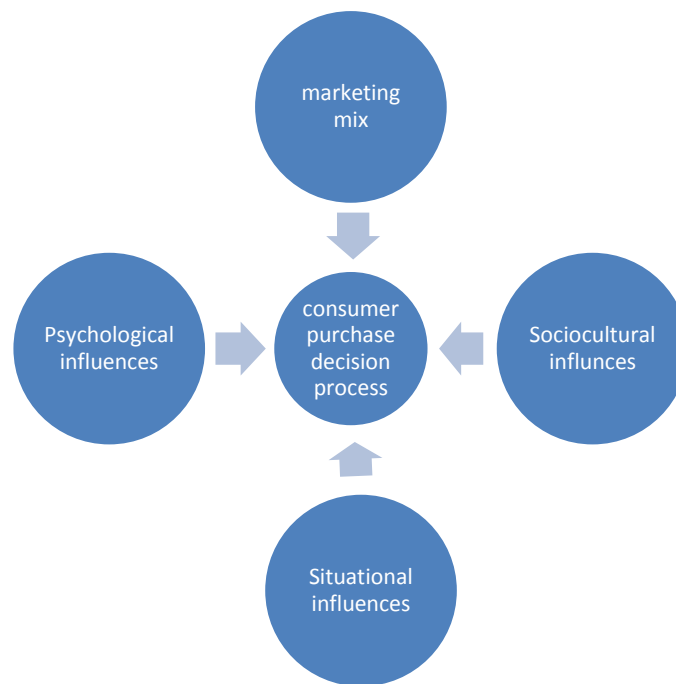 marketing
mix
Psychological
influences
consumer
purchase
decision
process
Sociocultural
influnces
Situational
influences